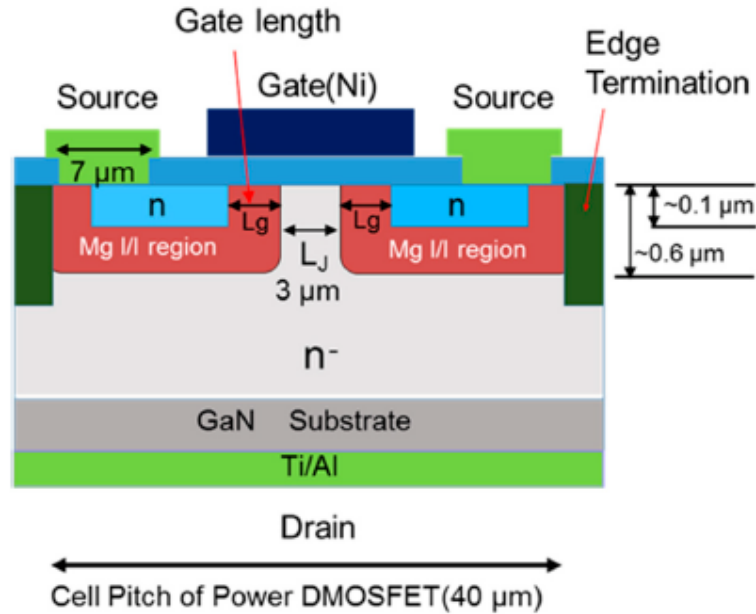 Gate length
Edge
Termination
Source
Gate(Ni)
Source
7 μm
n
Lg
Lg
n
~0.1 μm
Mg I/I region
LJ
Mg I/I region
~0.6 μm
3 μm
n-
GaN Substrate
Ti/Al
Drain
Cell Pitch of Power DMOSFET(40 μm)